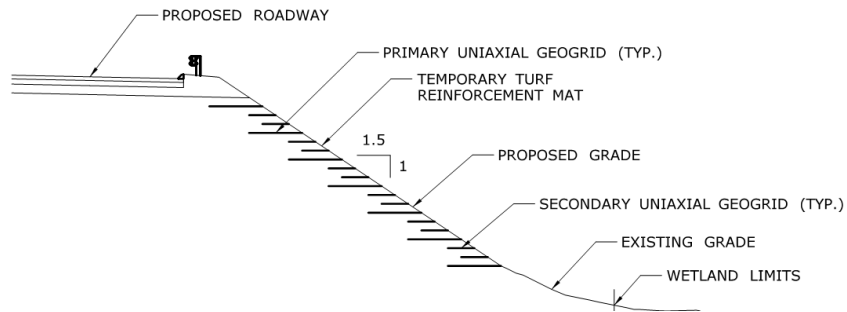 PROPOSED ROADWAY
PRIMARY UNIAXIAL GEOGRID (TYP.)
TEMPORARY TURF
REINFORCEMENT MAT
1.5
1
PROPOSED GRADE
SECONDARY UNIAXIAL GEOGRID (TYP.)
EXISTING GRADE
WETLAND LIMITS